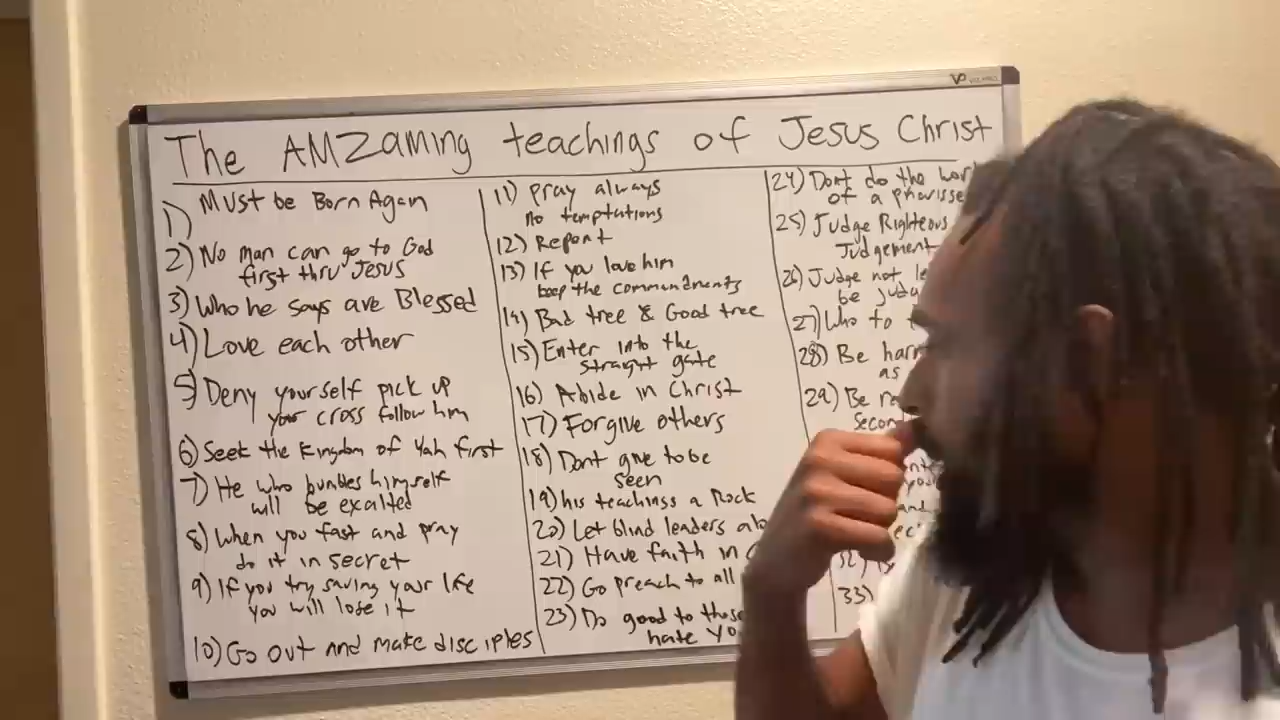 The AMZaming teachings of Jesus Christ
1) Must be Born Again
2) No man can go to God
first thru Jesus
3) Who he says are Blessed
4) Love each other
5) Deny yourself pick up
your cross follow him
6) Seek the Kingdom of Yah first
7) He who bumbles himself
will be exalted
8) When you fast and pray
do it in secret
9) If you try saving your life
you will lose it
10) Go out and make disciples
11) Pray always
no temptations
12) Repent
13) If you love him
keep the commandments
14) Bad tree & Good tree
15) Enter into the
straight gate
16) Abide in Christ
17) Forgive others
18) Dont give to be
seen
19) his teachings a Rock
20) Let blind leaders
21) Have faith in
22) Go preach to all
23) Do good to those
hate
24) Dont do the
of a
25) Judge Righteous
Judgement
26) Judge not
be
27) Who to
28) Be
as
29) Be
33)